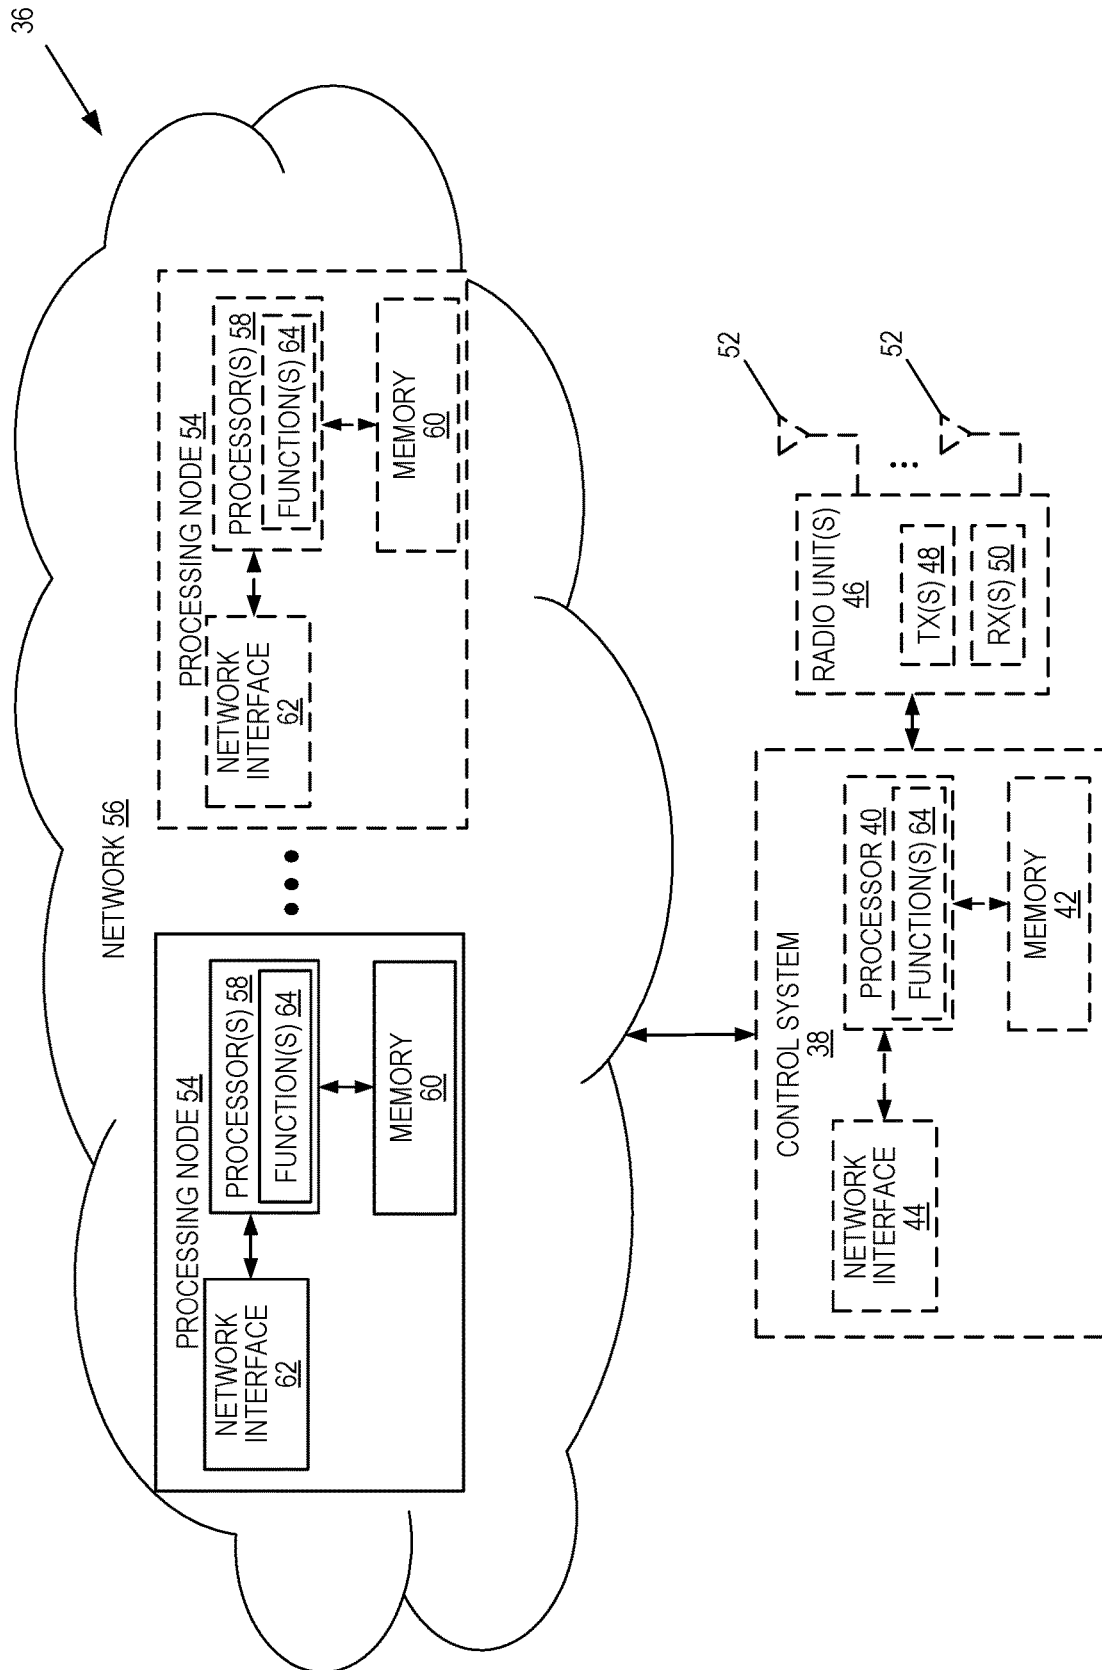 36
NETWORK 56
PROCESSING NODE 54
NETWORK
INTERFACE
62
PROCESSOR(S) 58
FUNCTION(S) 64
MEMORY
60
PROCESSING NODE 54
NETWORK
INTERFACE
62
PROCESSOR(S) 58
FUNCTION(S) 64
MEMORY
60
CONTROL SYSTEM
38
NETWORK
INTERFACE
44
PROCESSOR 40
FUNCTION(S) 64
MEMORY
42
RADIO UNIT(S)
46
TX(S) 48
RX(S) 50
52
52